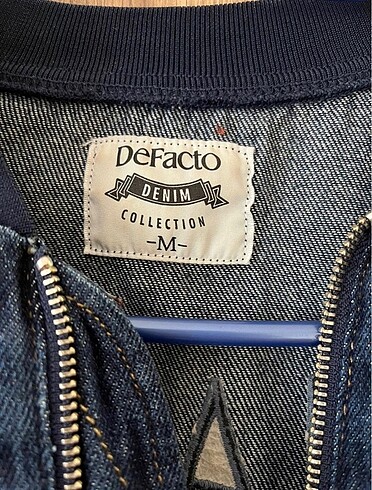 DeFacto
DENIM
COLLECTION
-M-